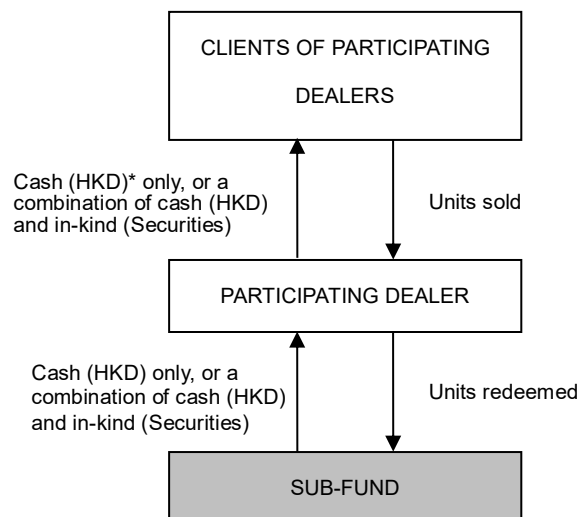 CLIENTS OF PARTICIPATING
DEALERS
Cash (HKD)* only, or a
combination of cash (HKD)
and in-kind (Securities)
Units sold
PARTICIPATING DEALER
Cash (HKD) only, or a
combination of cash (HKD)
and in-kind (Securities)
Units redeemed
SUB-FUND